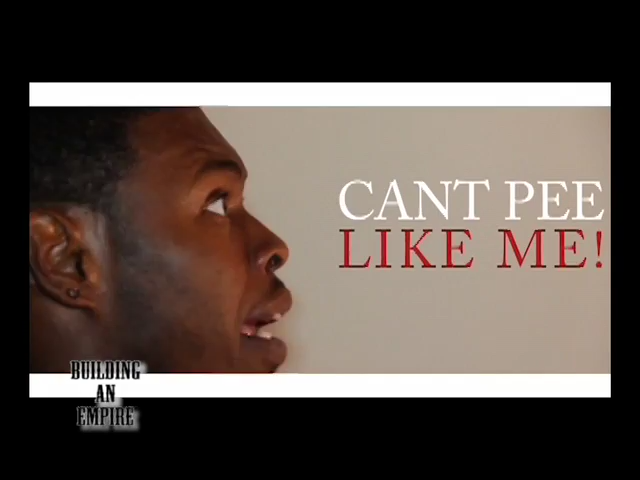 CANT PEE
LIKE ME!
BUILDING
AN
EMPIRE